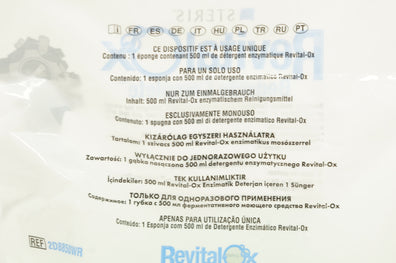 STERIS
FR ES DE IT HU PL TR RU PT
CE DISPOSITIF EST À USAGE UNIQUE
Contenu : 1 éponge contenant 500 ml de détergent enzymatique Revital-Ox
PARA UN SOLO USO
Contenido: 1 esponja con 500 ml de detergente enzimático Revital-Ox
NUR ZUM EINMALGEBRAUCH
Inhalt: 500 ml Revital-Ox enzymatischem Reinigungsmittel
ESCLUSIVAMENTE MONOUSO
Contenuto: 1 spugna con 500 ml di detergente enzimatico Revital-Ox
KIZÁRÓLAG EGYSZERI HASZNÁLATRA
Tartalom: 1 szivacs 500 ml Revital-Ox enzimatikus mosószerrel
WYŁĄCZNIE DO JEDNORAZOWEGO UŻYTKU
Zawartość: 1 gąbka nasączona 500 ml detergentu enzymatycznego Revital-Ox
TEK KULLANIMLIKTIR
İçindekiler: 500 ml Revital-Ox Enzimatik Deterjan içeren 1 Sünger
ТОЛЬКО ДЛЯ ОДНОРАЗОВОГО ПРИМЕНЕНИЯ
Содержимое: 1 губка с 500 мл ферментативного моющего средства Revital-Ox
APENAS PARA UTILIZAÇÃO ÚNICA
Conteúdo: 1 Esponja com 500 ml de Detergente Enzimático Revital-Ox
REF 2D8850WR
Revital-Ox